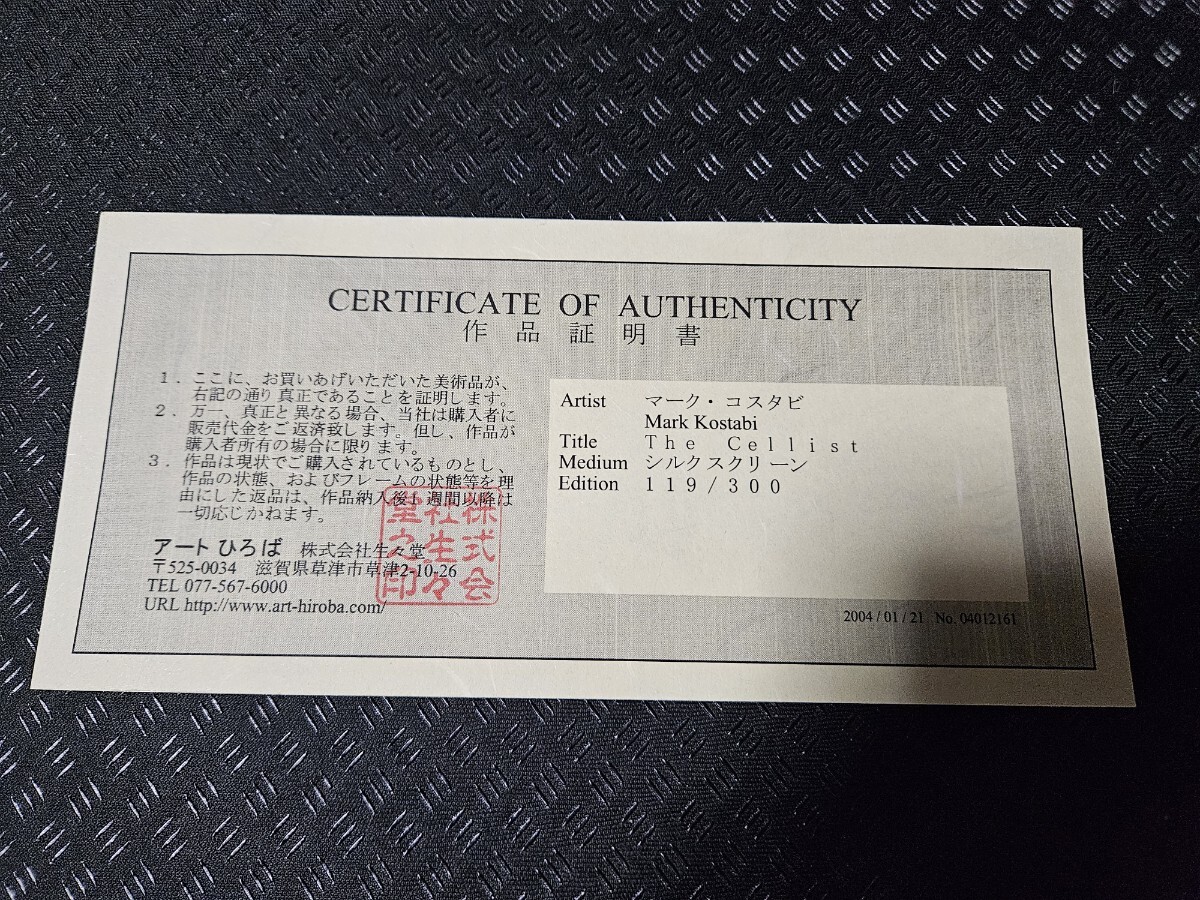 CERTIFICATE OF AUTHENTICITY
作品証明書
1．ここに、お買いあげいただいた美術品が、
右記の通り真正であることを証明します。
2．万一、真正と異なる場合、当社は購入者に
販売代金をご返済致します。但し、作品が
購入者所有の場合に限ります。
3．作品は現状でご購入されているものとし、
作品の状態、およびフレームの状態等を理
由にした返品は、作品納入後1週間以降は
一切応じかねます。
アートひろば 株式会社生々堂
〒525-0034 滋賀県草津市草津2-10-26
TEL 077-567-6000
URL http://www.art-hiroba.com/
株式会
社生々
堂之印
Artist マーク・コスタビ
Mark Kostabi
Title The Cellist
Medium シルクスクリーン
Edition 119/300
2004/01/21 No. 04012161